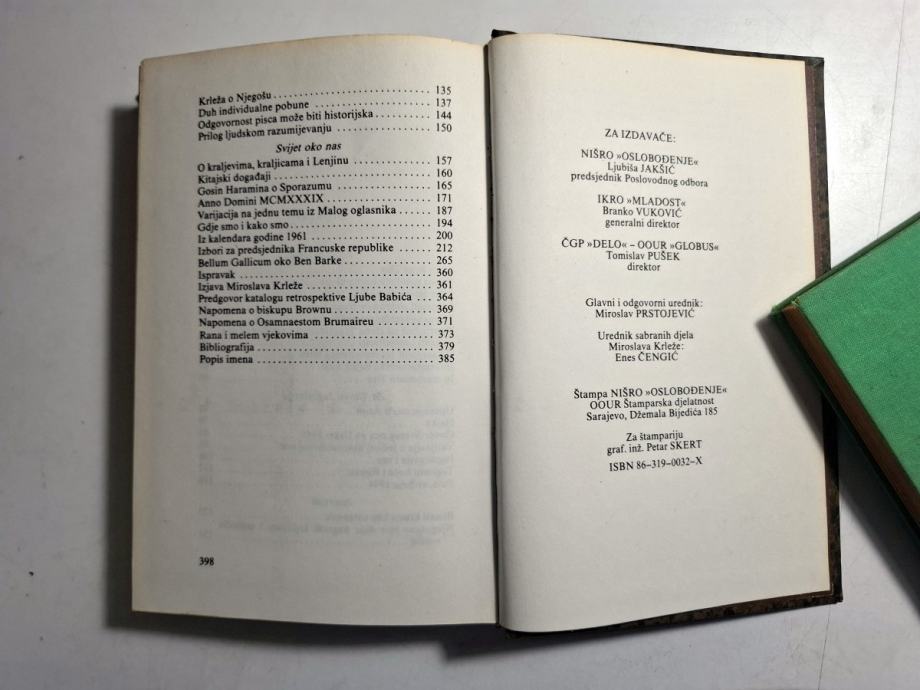 Krleža o Njegošu ........................ 135
Duh individualne pobune ................. 137
Odgovornost pisca može biti historijska .......... 144
Prilog ljudskom razumijevanju ................. 150
Svijet oko nas
O kraljevima, kraljicama i Lenjinu ............. 157
Kitajski događaji ........................ 160
Gosin Haramina o Sporazumu ................. 165
Anno Domini MCMXXXIX ................. 171
Varijacija na jednu temu iz Malog oglasnika ....... 187
Gdje smo i kako smo ........................ 194
Iz kalendara godine 1961 ................. 200
Izbori za predsjednika Francuske republike ....... 212
Bellum Gallicum oko Ben Barke ............. 265
Ispravak ............................... 360
Izjava Miroslava Krleže ................. 361
Predgovor katalogu retrospektive Ljube Babića .... 364
Napomena o biskupu Brownu ................. 369
Napomena o Osamnaestom Brumaireu ............. 371
Rana i melem vjekovima ................. 373
Bibliografija ........................ 379
Popis imena ........................ 385
398
ZA IZDAVAČE:
NIŠRO »OSLOBOĐENJE«
Ljubiša JAKŠIĆ
predsjednik Poslovodnog odbora
IKRO »MLADOST«
Branko VUKOVIĆ
generalni direktor
ČGP »DELO« – OOUR »GLOBUS«
Tomislav PUŠEK
direktor
Glavni i odgovorni urednik:
Miroslav PRSTOJEVIĆ
Urednik sabranih djela
Miroslava Krleže:
Enes ČENGIĆ
Štampa NIŠRO »OSLOBOĐENJE«
OOUR Štamparska djelatnost
Sarajevo, Džemala Bijedića 185
Za štampariju
graf. inž. Petar SKERT
ISBN 86–319–0032–X